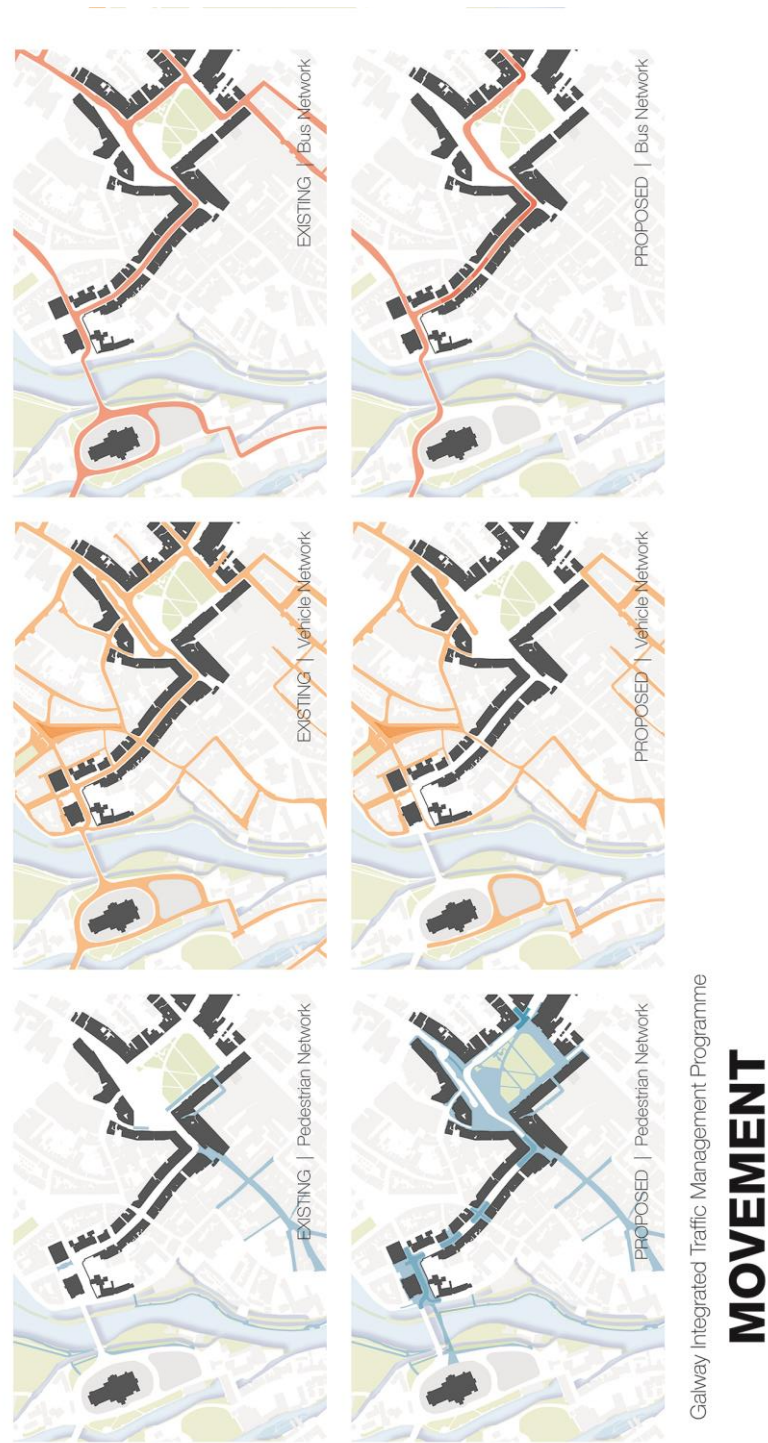 EXISTING | Pedestrian Network
EXISTING | Vehicle Network
EXISTING | Bus Network
PROPOSED | Pedestrian Network
PROPOSED | Vehicle Network
PROPOSED | Bus Network
Galway Integrated Traffic Management Programme
MOVEMENT